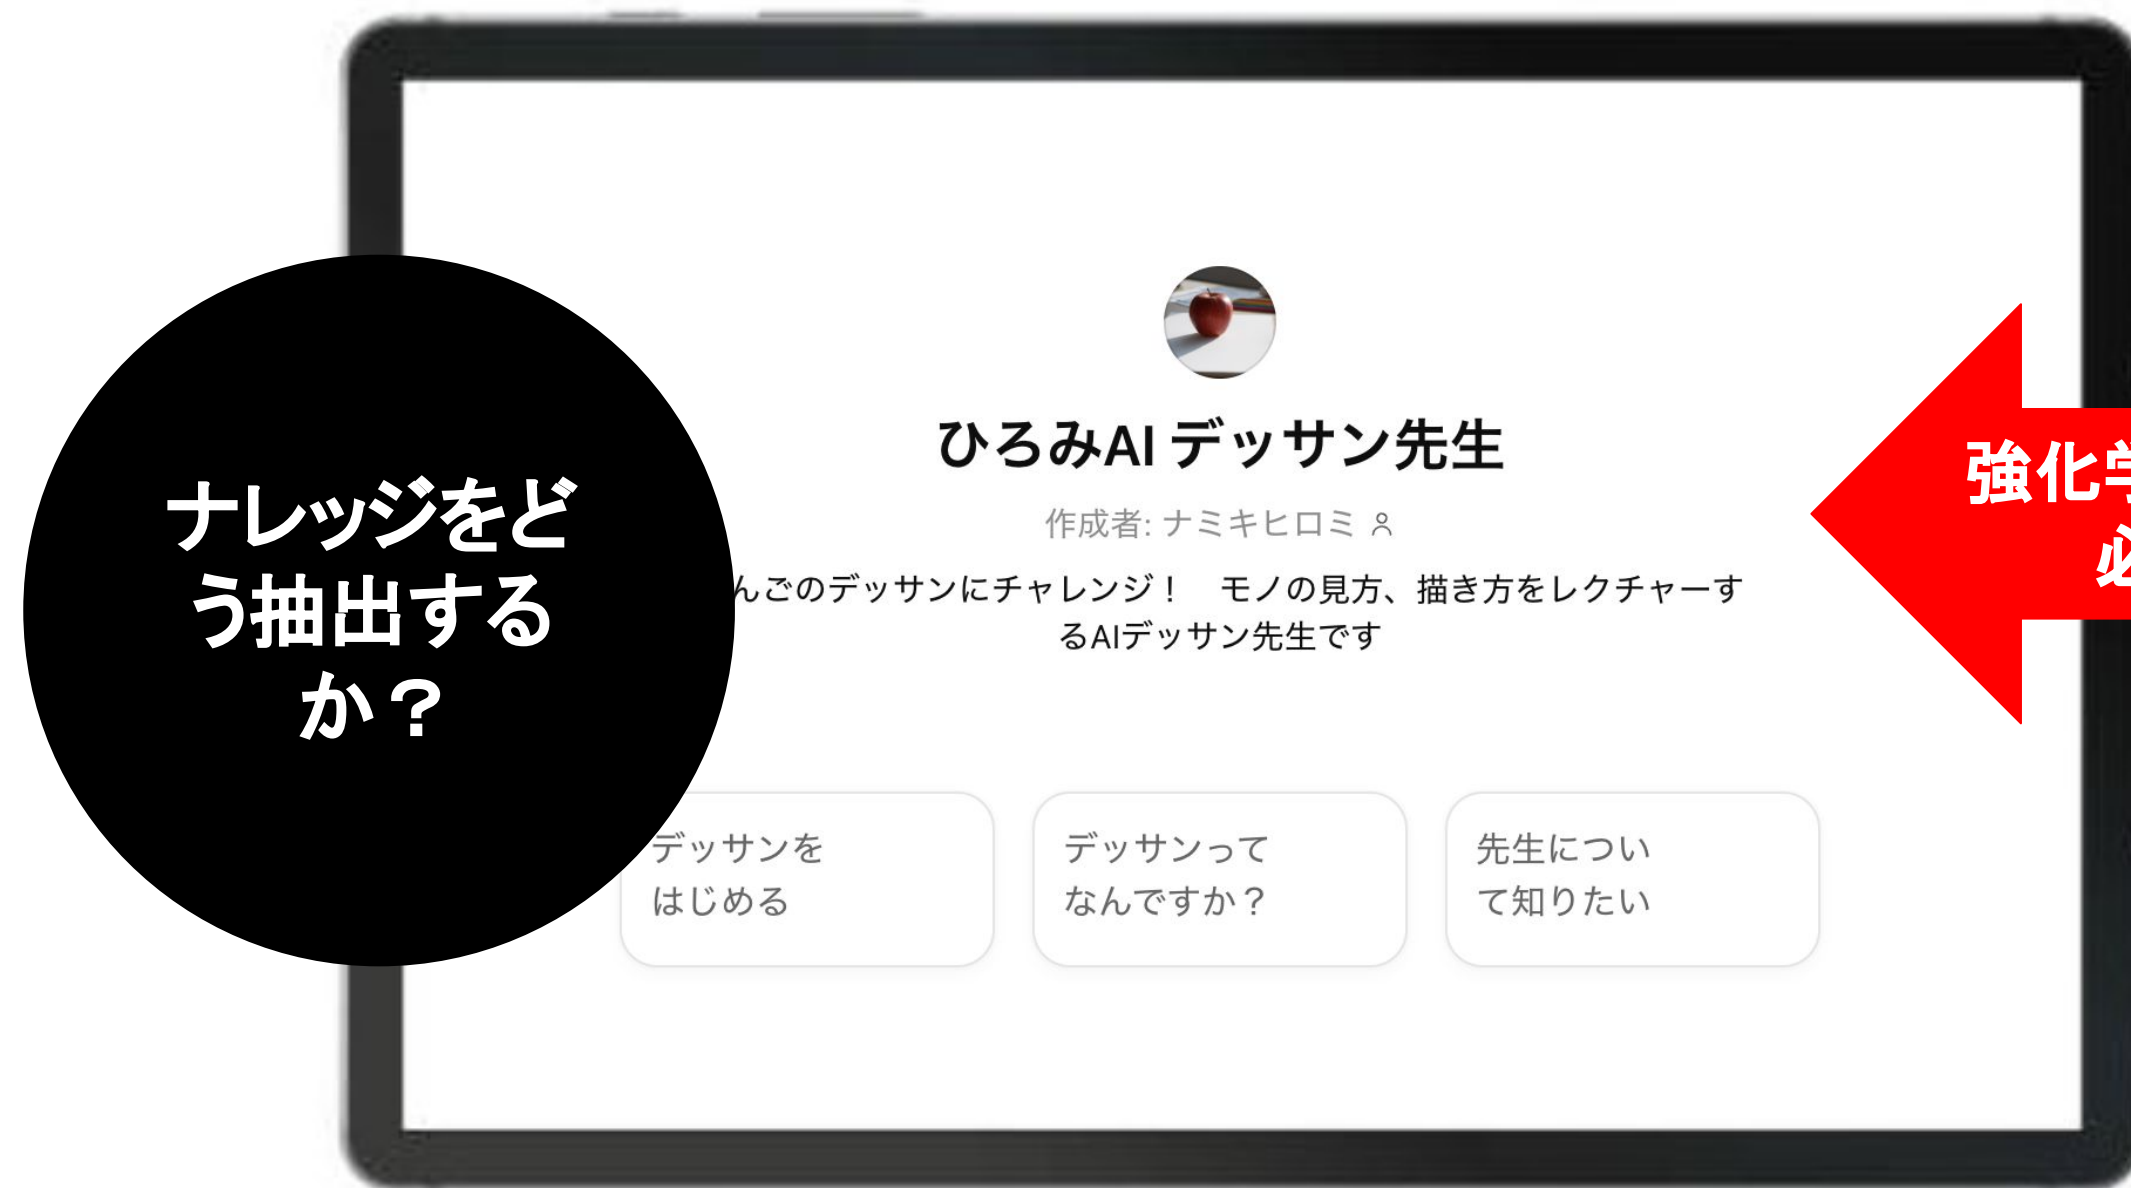 ナレッジをど
う抽出する
か？
ひろみAI デッサン先生
作成者: ナミキヒロミ
んごのデッサンにチャレンジ！　モノの見方、描き方をレクチャーす
るAIデッサン先生です
デッサンを
はじめる
デッサンって
なんですか？
先生につい
て知りたい
強化学
必